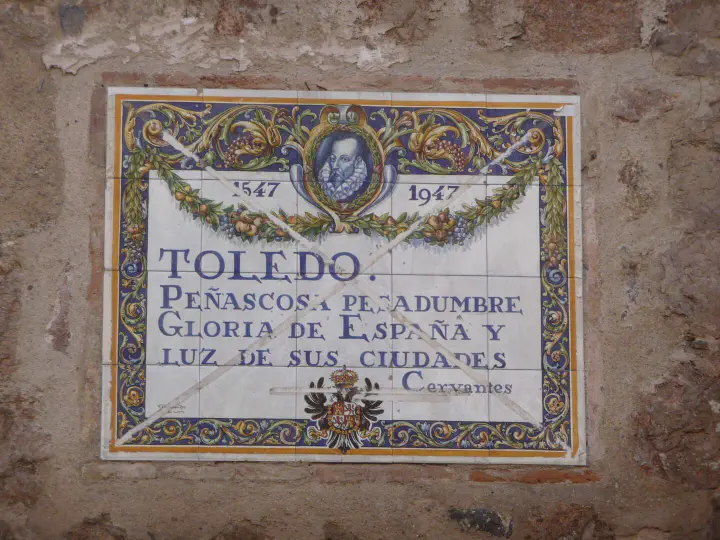 1547 1947
TOLEDO.
PEÑASCOSA PESADUMBRE
GLORIA DE ESPAÑA Y
LUZ DE SUS CIUDADES
CERVANTES